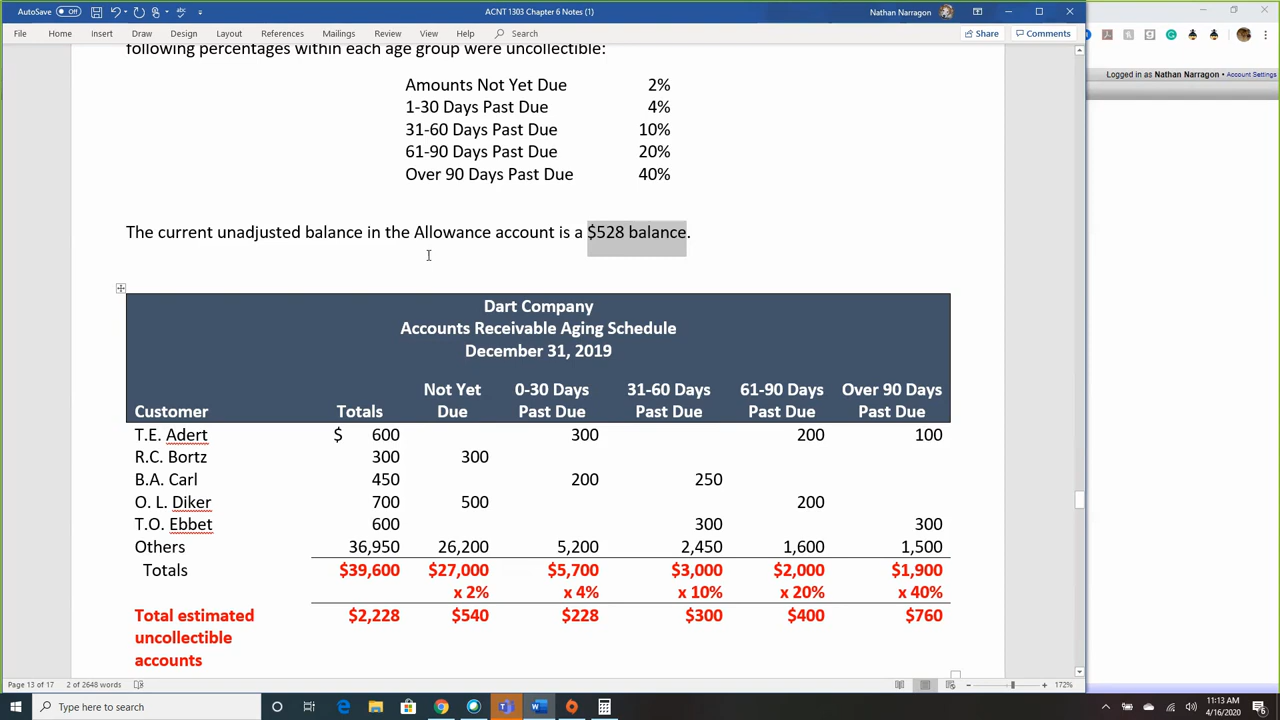 AutoSave Off
ACNT 1303 Chapter 6 Notes (1)
Nathan Narragon
File Home Insert Draw Design Layout References Mailings Review View Help Search Share Comments
Logged in as Nathan Narragon • Account Settings
following percentages within each age group were uncollectible:
Amounts Not Yet Due 2%
1-30 Days Past Due 4%
31-60 Days Past Due 10%
61-90 Days Past Due 20%
Over 90 Days Past Due 40%
The current unadjusted balance in the Allowance account is a $528 balance.
Dart Company
Accounts Receivable Aging Schedule
December 31, 2019
Not Yet 0-30 Days 31-60 Days 61-90 Days Over 90 Days
Customer Totals Due Past Due Past Due Past Due Past Due
T.E. Adert $ 600 300 200 100
R.C. Bortz 300 300
B.A. Carl 450 200 250
O. L. Diker 700 500 200
T.O. Ebbet 600 300 300
Others 36,950 26,200 5,200 2,450 1,600 1,500
Totals $39,600 $27,000 $5,700 $3,000 $2,000 $1,900
x 2% x 4% x 10% x 20% x 40%
Total estimated $2,228 $540 $228 $300 $400 $760
uncollectible
accounts
Page 13 of 17 2 of 2648 words 172%
Type here to search
11:13 AM
4/16/2020